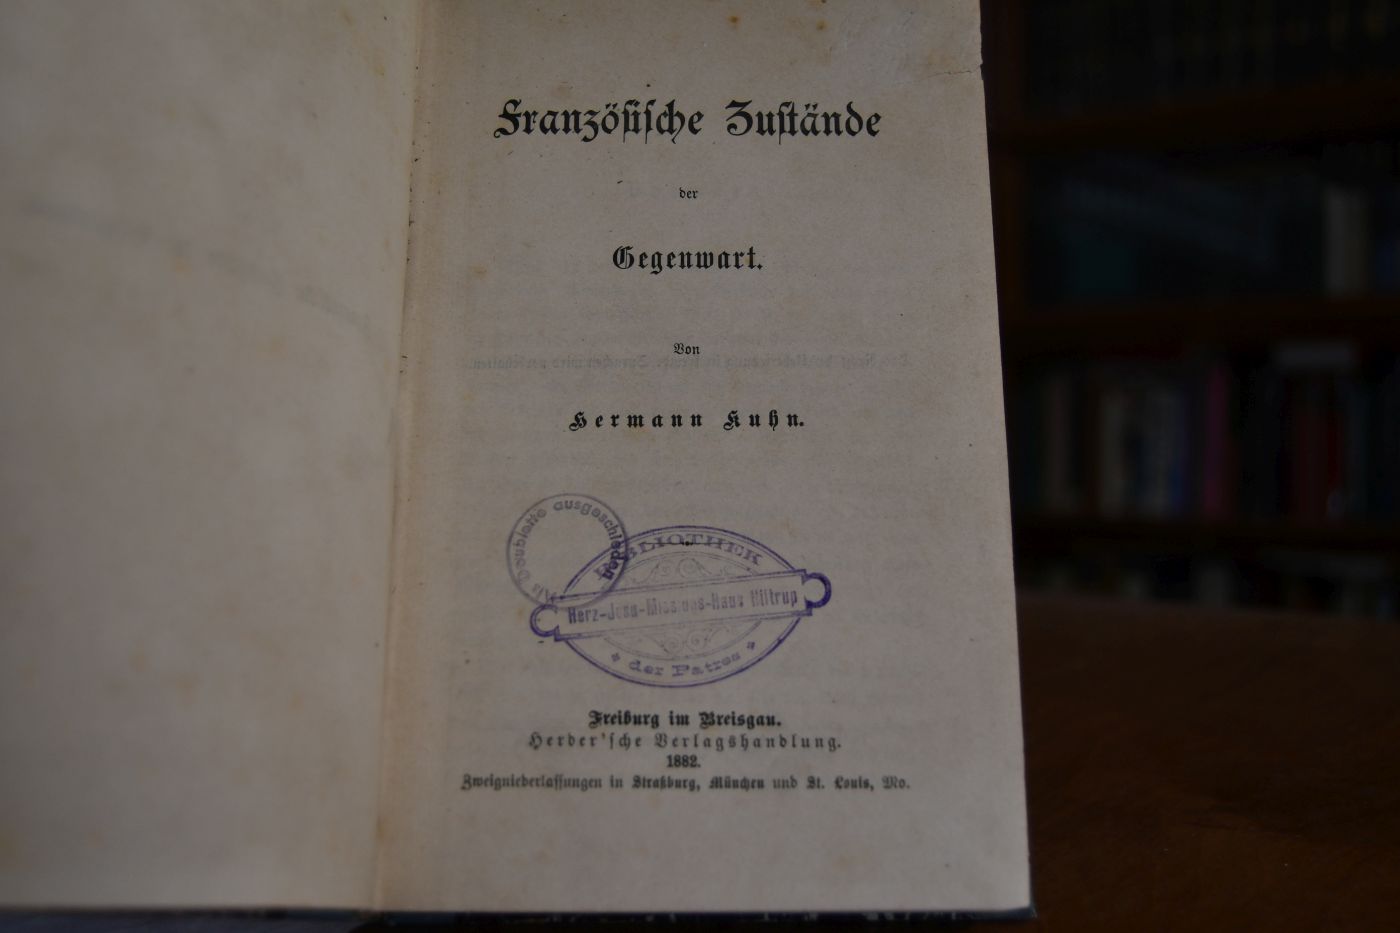 Französische Zustände
der
Gegenwart.
Von
Hermann Kuhn.
Als Doublette ausgeschieden
BIBLIOTHEK
Herz-Jesu-Missions-Haus Hiltrup
der Patres
Freiburg im Breisgau.
Herder'sche Verlagshandlung.
1882.
Zweigniederlassungen in Straßburg, München und St. Louis, Mo.